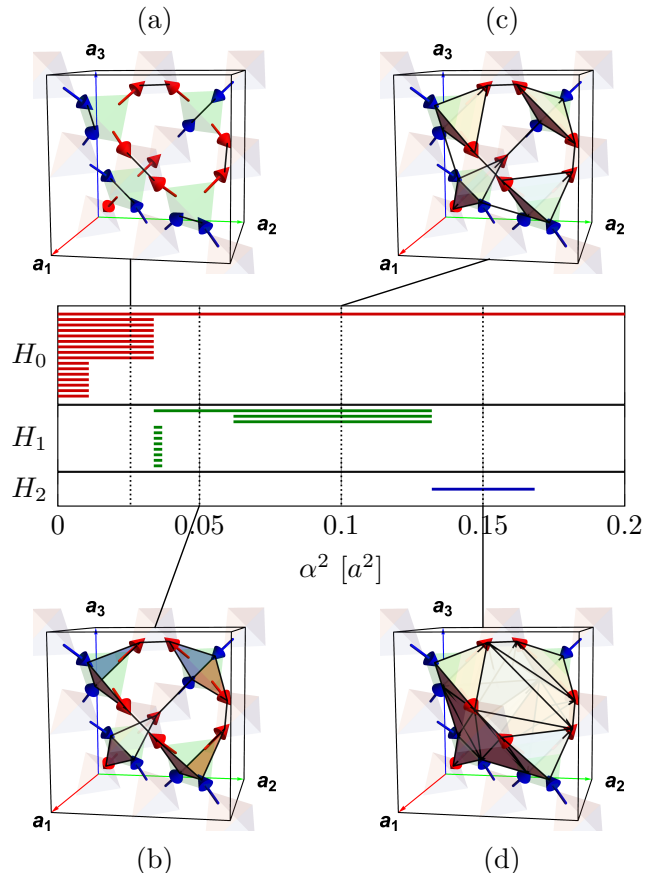 (a) (c)
a₃ a₃
a₂ a₂
a₁ a₁
H₀
H₁
H₂
0 0.05 0.1 0.15 0.2
α² [a²]
a₃ a₃
a₂ a₂
a₁ a₁
(b) (d)